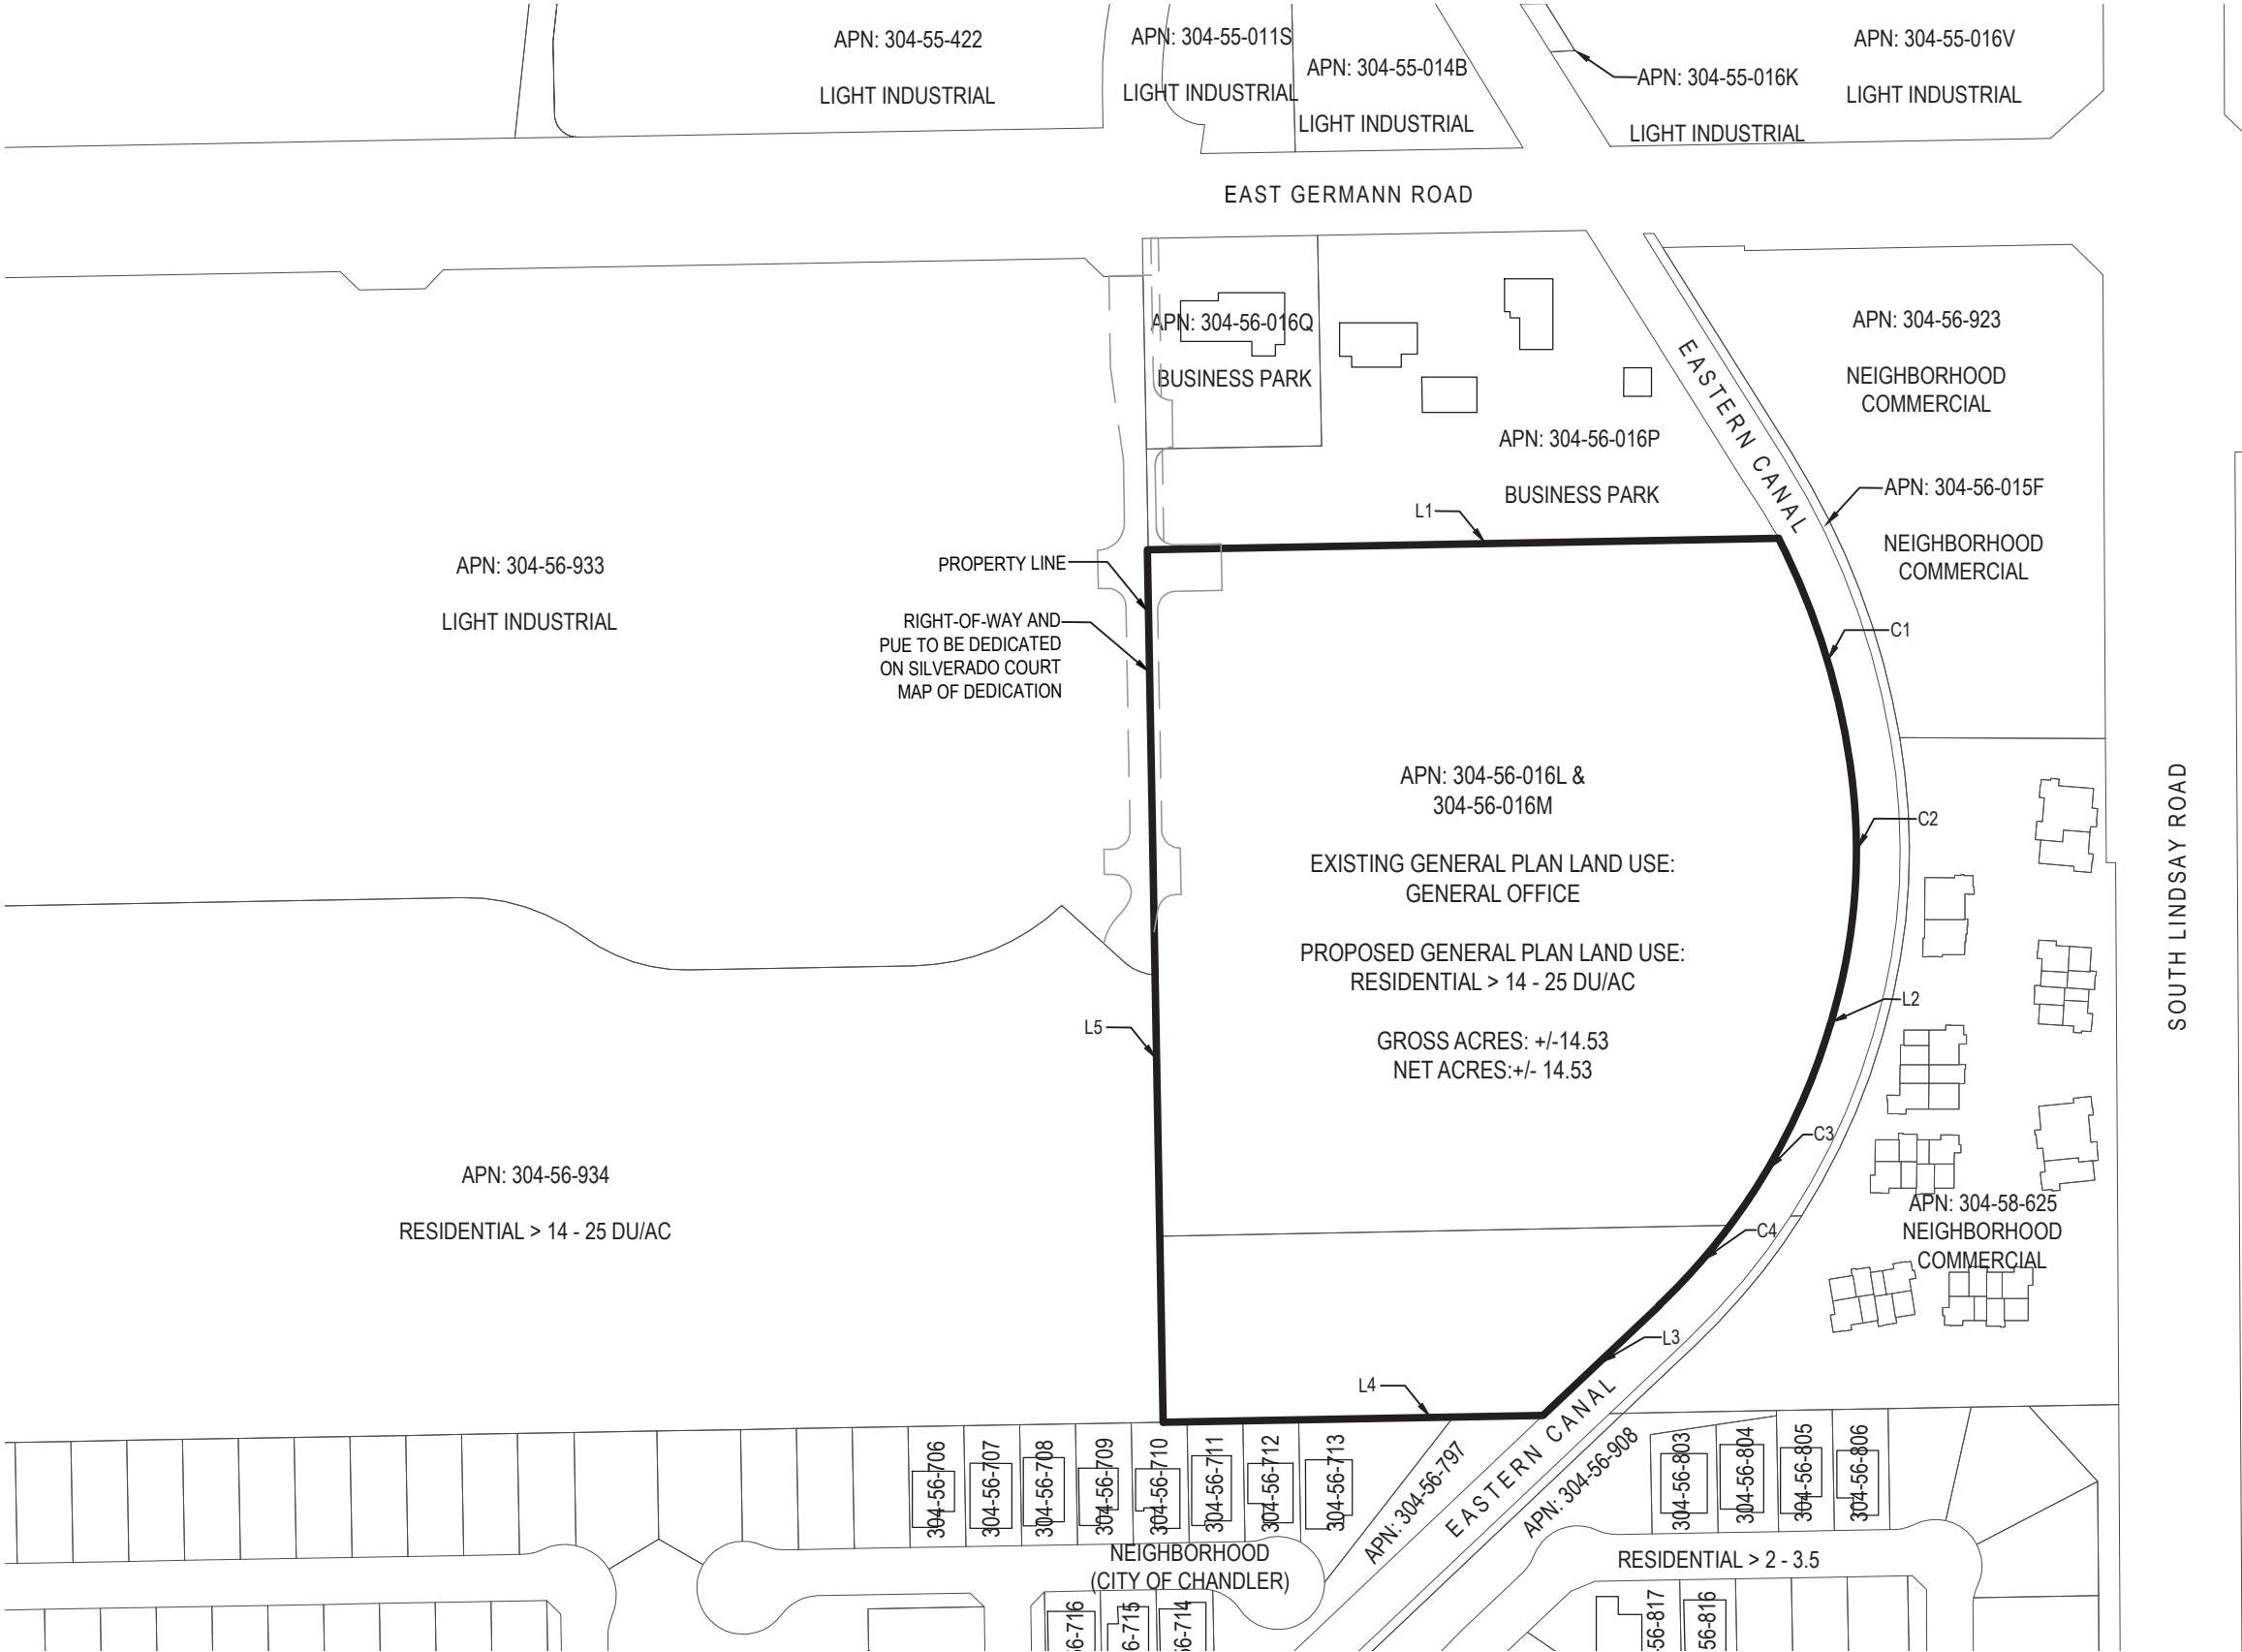 APN: 304-55-422
LIGHT INDUSTRIAL
APN: 304-55-011S
LIGHT INDUSTRIAL
APN: 304-55-014B
LIGHT INDUSTRIAL
APN: 304-55-016K
LIGHT INDUSTRIAL
APN: 304-55-016V
LIGHT INDUSTRIAL
EAST GERMANN ROAD
APN: 304-56-016Q
BUSINESS PARK
APN: 304-56-016P
BUSINESS PARK
EASTERN CANAL
APN: 304-56-923
NEIGHBORHOOD
COMMERCIAL
APN: 304-56-015F
NEIGHBORHOOD
COMMERCIAL
L1
APN: 304-56-933
LIGHT INDUSTRIAL
PROPERTY LINE
RIGHT-OF-WAY AND
PUE TO BE DEDICATED
ON SILVERADO COURT
MAP OF DEDICATION
C1
APN: 304-56-016L &
304-56-016M
EXISTING GENERAL PLAN LAND USE:
GENERAL OFFICE
PROPOSED GENERAL PLAN LAND USE:
RESIDENTIAL > 14 - 25 DU/AC
GROSS ACRES: +/-14.53
NET ACRES:+/- 14.53
C2
SOUTH LINDSAY ROAD
L2
L5
C3
APN: 304-56-934
RESIDENTIAL > 14 - 25 DU/AC
APN: 304-58-625
NEIGHBORHOOD
COMMERCIAL
C4
L3
L4
304-56-706
304-56-707
304-56-708
304-56-709
304-56-710
304-56-711
304-56-712
304-56-713
APN: 304-56-797
EASTERN CANAL
APN: 304-56-908
304-56-803
304-56-804
304-56-805
304-56-806
NEIGHBORHOOD
(CITY OF CHANDLER)
RESIDENTIAL > 2 - 3.5
6-716
6-715
6-714
56-817
56-816